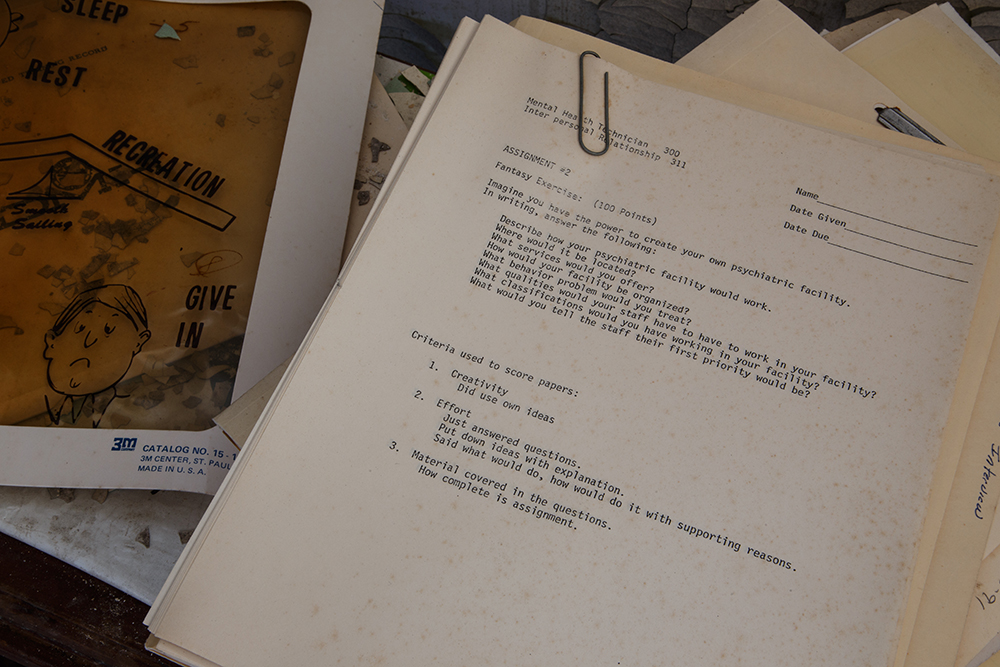 SLEEP
RECORD
REST
RECREATION
Smooth
Sailing
GIVE
IN
3M
CATALOG NO. 15-1
3M CENTER, ST. PAUL
MADE IN U.S.A.
Mental Health Technician 300
Inter personal Relationship 311
ASSIGNMENT #2
Name
Date Given
Date Due
Fantasy Exercise: (100 Points)
Imagine you have the power to create your own psychiatric facility.
In writing, answer the following:
Describe how your psychiatric facility would work.
Where would it be located?
What services would you offer?
How would your facility be organized?
What behavior problem would you treat?
What qualities would your staff have to have to work in your facility?
What classifications would you have working in your facility?
What would you tell the staff their first priority would be?
Criteria used to score papers:
1. Creativity
Did use own ideas
2. Effort
Just answered questions.
Put down ideas with explanation.
Said what would do, how would do it with supporting reasons.
3. Material covered in the questions.
How complete is assignment.
Interview